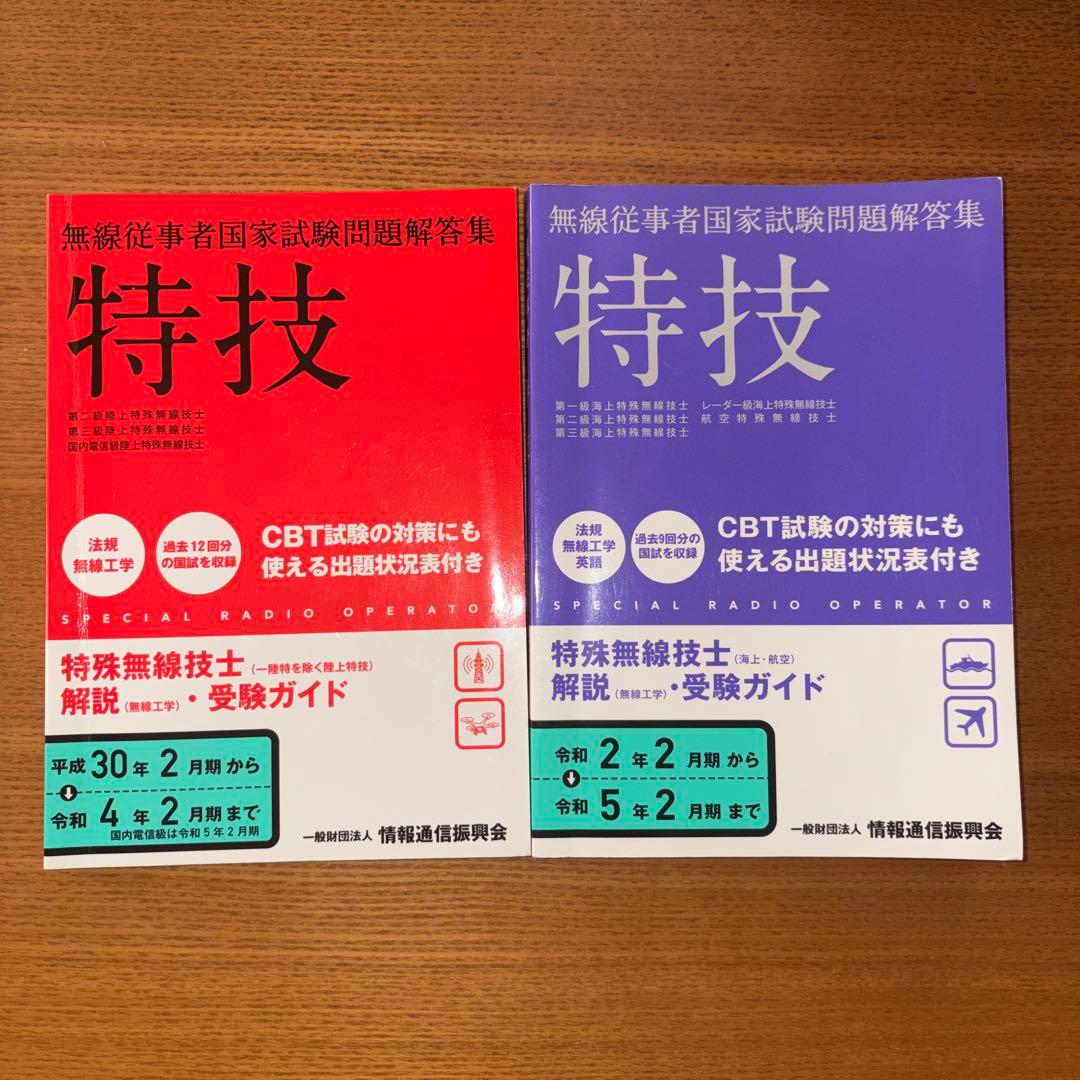 無線従事者国家試験問題解答集
特技
第二級陸上特殊無線技士
第三級陸上特殊無線技士
国内電信級陸上特殊無線技士
法規
無線工学
過去12回分
の国試を収録
CBT試験の対策にも
使える出題状況表付き
SPECIAL RADIO OPERATOR
特殊無線技士(一陸特を除く陸上特技)
解説(無線工学)・受験ガイド
平成30年2月期から
令和4年2月期まで
国内電信級は令和5年2月期
一般財団法人 情報通信振興会
無線従事者国家試験問題解答集
特技
第一級海上特殊無線技士 レーダー級海上特殊無線技士
第二級海上特殊無線技士 航空特殊無線技士
第三級海上特殊無線技士
法規
無線工学
英語
過去9回分の
国試を収録
CBT試験の対策にも
使える出題状況表付き
SPECIAL RADIO OPERATOR
特殊無線技士(海上・航空)
解説(無線工学)・受験ガイド
令和2年2月期から
令和5年2月期まで
一般財団法人 情報通信振興会